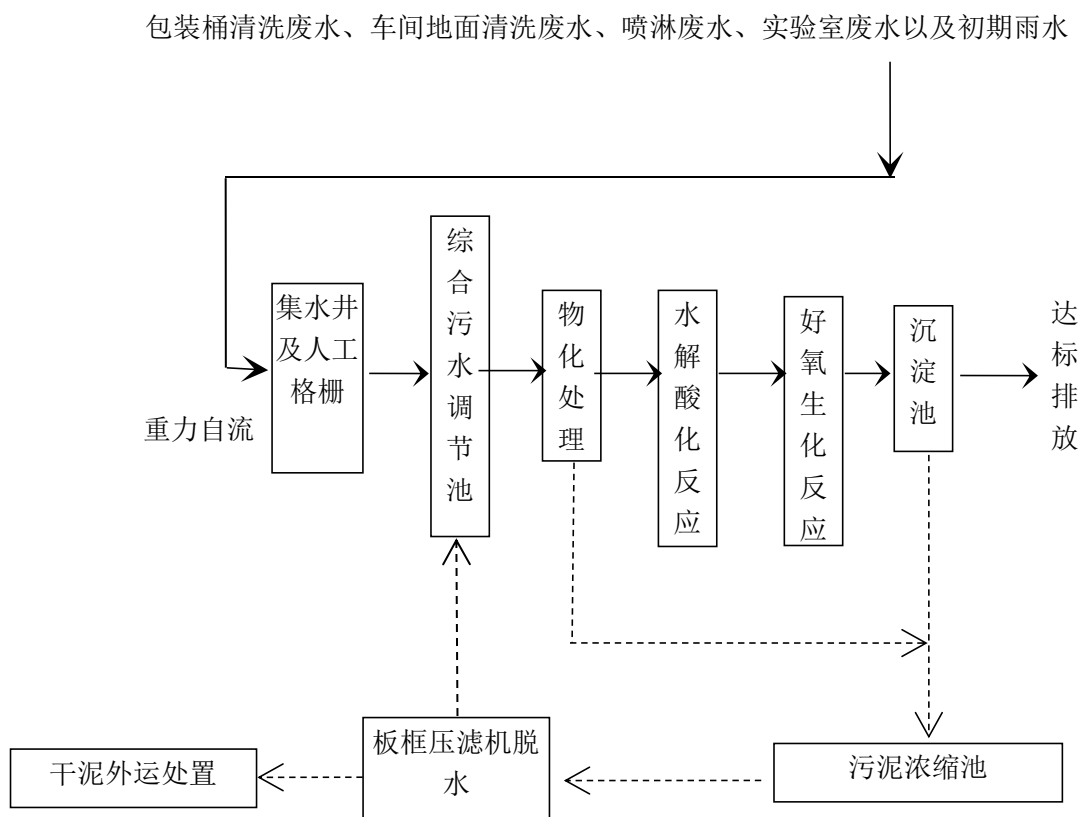 包装桶清洗废水、车间地面清洗废水、喷淋废水、实验室废水以及初期雨水
集水井
及人工
格栅
重力自流
综合污水调节池
物化处理
水解酸化反应
好氧生化反应
沉淀池
达标排放
板框压滤机脱
水
干泥外运处置
污泥浓缩池